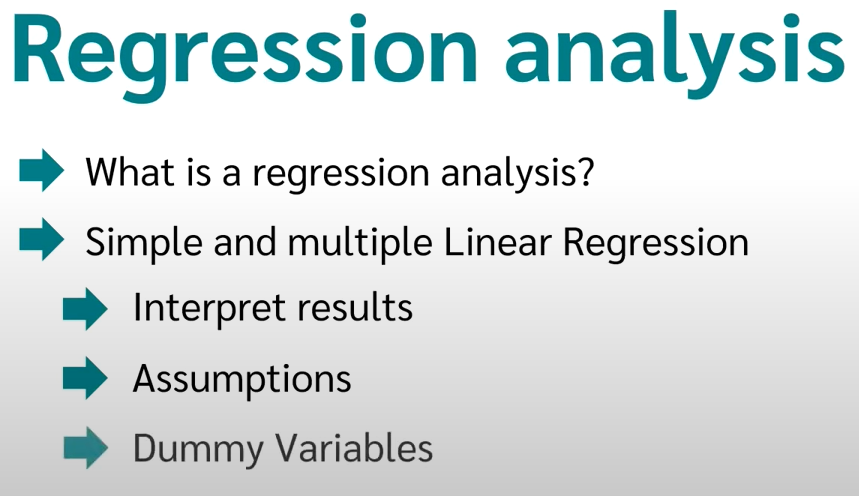 Regression analysis
What is a regression analysis?
Simple and multiple Linear Regression
Interpret results
Assumptions
Dummy Variables